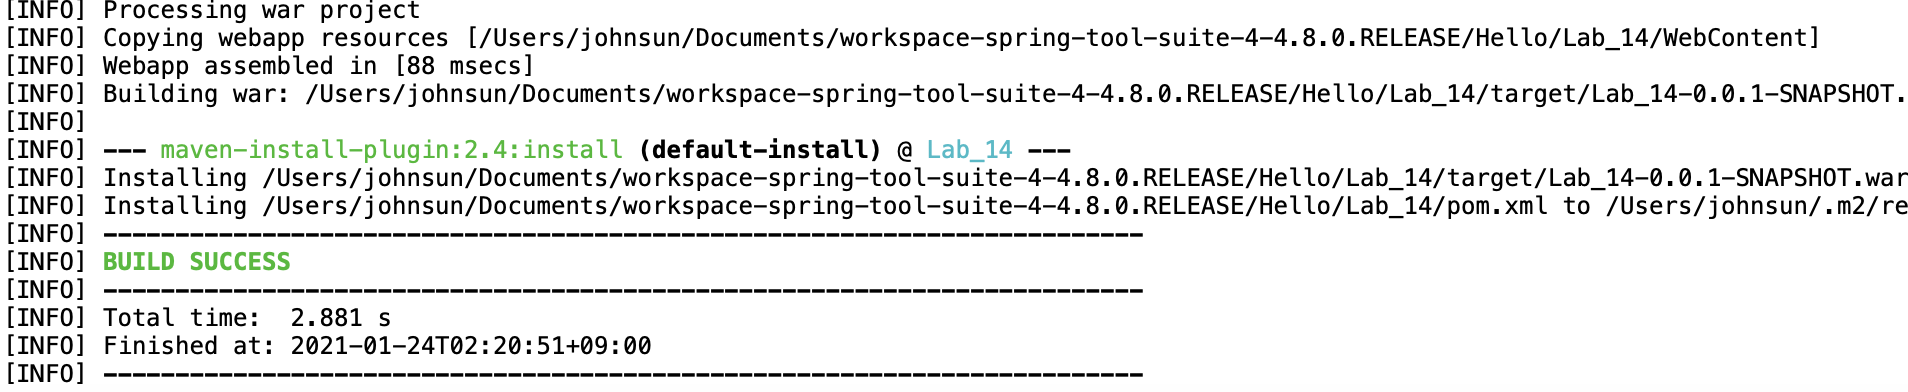 [INFO] Processing war project
[INFO] Copying webapp resources [/Users/johnsun/Documents/workspace-spring-tool-suite-4-4.8.0.RELEASE/Hello/Lab_14/WebContent]
[INFO] Webapp assembled in [88 msecs]
[INFO] Building war: /Users/johnsun/Documents/workspace-spring-tool-suite-4-4.8.0.RELEASE/Hello/Lab_14/target/Lab_14-0.0.1-SNAPSHOT.
[INFO]
[INFO] --- maven-install-plugin:2.4:install (default-install) @ Lab_14 ---
[INFO] Installing /Users/johnsun/Documents/workspace-spring-tool-suite-4-4.8.0.RELEASE/Hello/Lab_14/target/Lab_14-0.0.1-SNAPSHOT.war
[INFO] Installing /Users/johnsun/Documents/workspace-spring-tool-suite-4-4.8.0.RELEASE/Hello/Lab_14/pom.xml to /Users/johnsun/.m2/re
[INFO] ------------------------------------------------------------------------
[INFO] BUILD SUCCESS
[INFO] ------------------------------------------------------------------------
[INFO] Total time:  2.881 s
[INFO] Finished at: 2021-01-24T02:20:51+09:00
[INFO] ------------------------------------------------------------------------